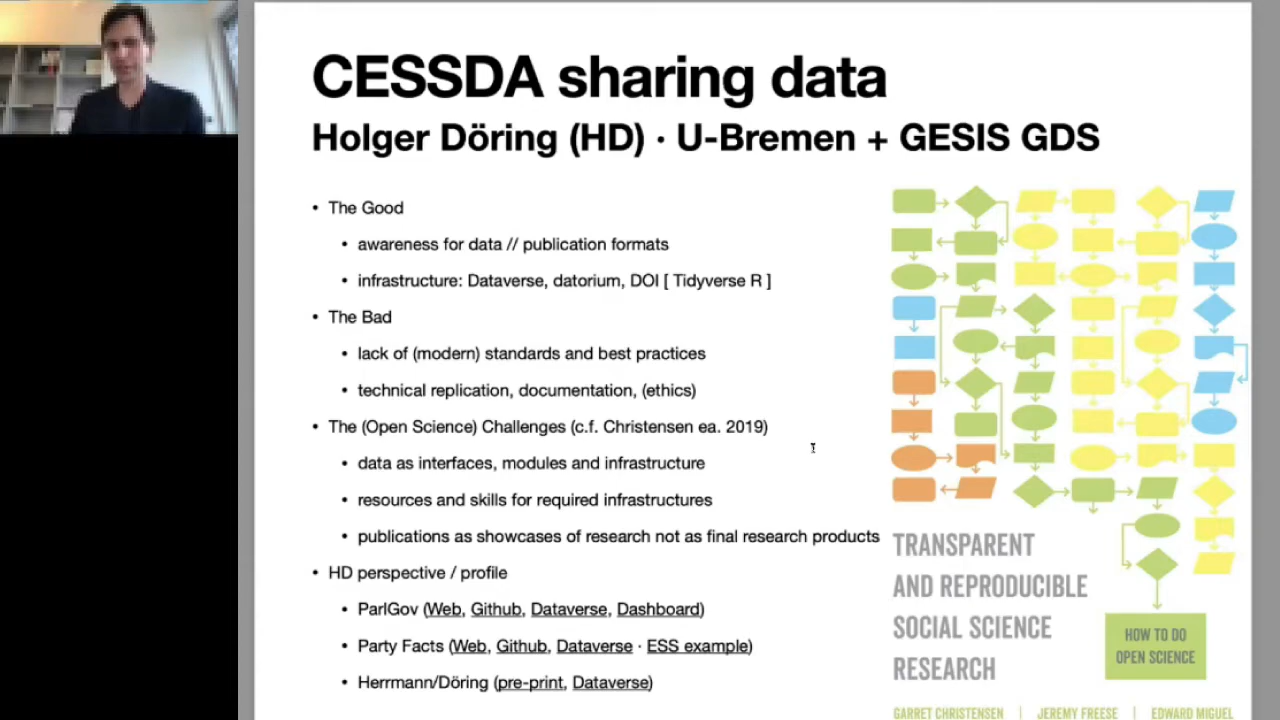 CESSDA sharing data
Holger Döring (HD) · U-Bremen + GESIS GDS
• The Good
• awareness for data // publication formats
• infrastructure: Dataverse, datorium, DOI [ Tidyverse R ]
• The Bad
• lack of (modern) standards and best practices
• technical replication, documentation, (ethics)
• The (Open Science) Challenges (c.f. Christensen ea. 2019)
• data as interfaces, modules and infrastructure
• resources and skills for required infrastructures
• publications as showcases of research not as final research products
• HD perspective / profile
• ParlGov (Web, Github, Dataverse, Dashboard)
• Party Facts (Web, Github, Dataverse · ESS example)
• Herrmann/Döring (pre-print, Dataverse)
TRANSPARENT
AND REPRODUCIBLE
SOCIAL SCIENCE
RESEARCH
HOW TO DO
OPEN SCIENCE
GARRET CHRISTENSEN | JEREMY FREESE | EDWARD MIGUEL